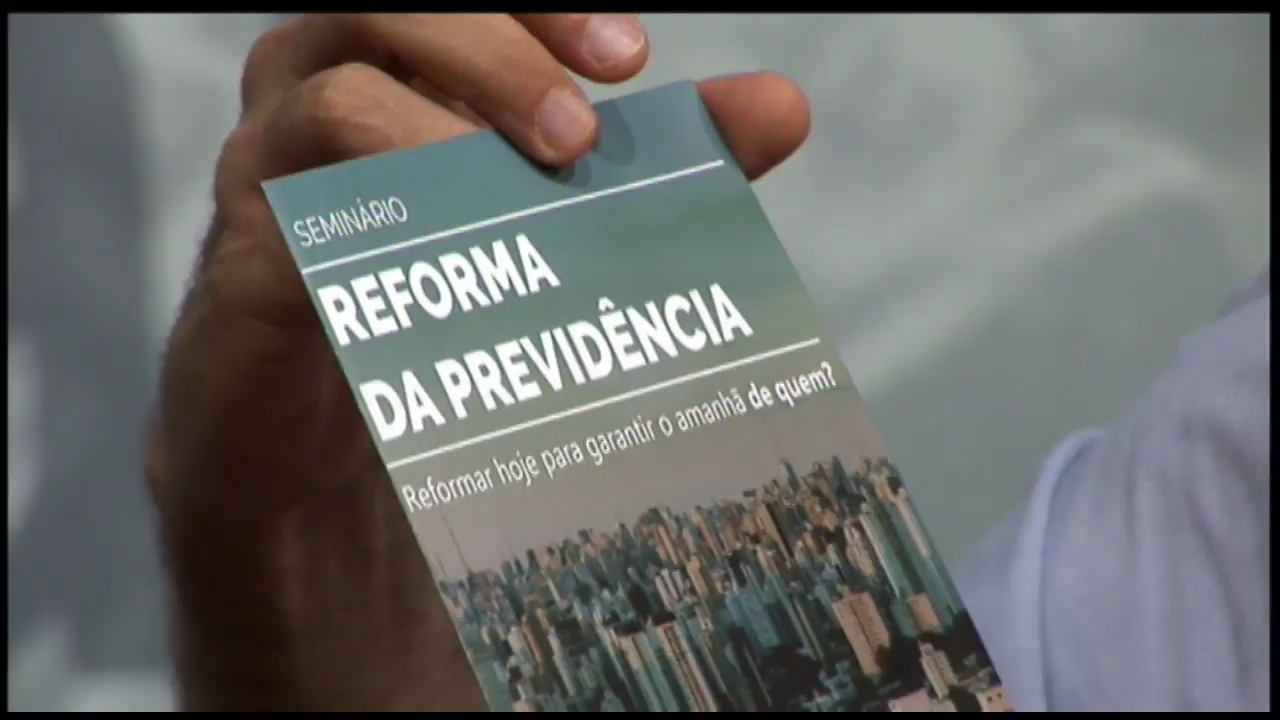 SEMINÁRIO
REFORMA
DA PREVIDÊNCIA
Reformar hoje para garantir o amanhã de quem?